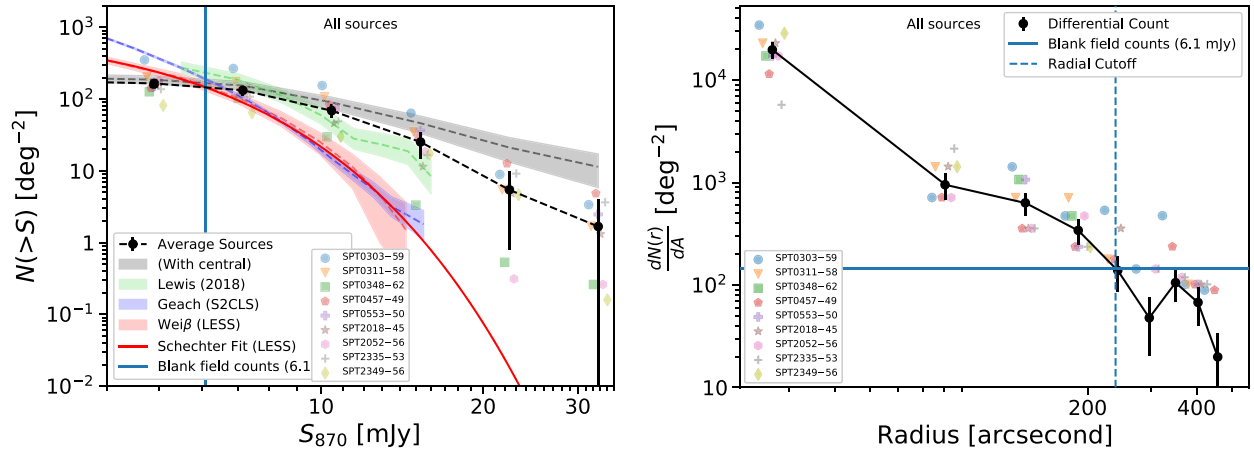 All sources
N(>S) [deg⁻²]
10³
10²
10
1
10⁻¹
10⁻²
Average Sources
(With central)
Lewis (2018)
Geach (S2CLS)
Weiβ (LESS)
Schechter Fit (LESS)
Blank field counts (6.1
SPT0303−59
SPT0311−58
SPT0348−62
SPT0457−49
SPT0553−50
SPT2018−45
SPT2052−56
SPT2335−53
SPT2349−56
10 20 30
S₈₇₀ [mJy]
All sources
Differential Count
Blank field counts (6.1 mJy)
Radial Cutoff
dN(r)/dA [deg⁻²]
10⁴
10³
10²
10
SPT0303−59
SPT0311−58
SPT0348−62
SPT0457−49
SPT0553−50
SPT2018−45
SPT2052−56
SPT2335−53
SPT2349−56
200 400
Radius [arcsecond]